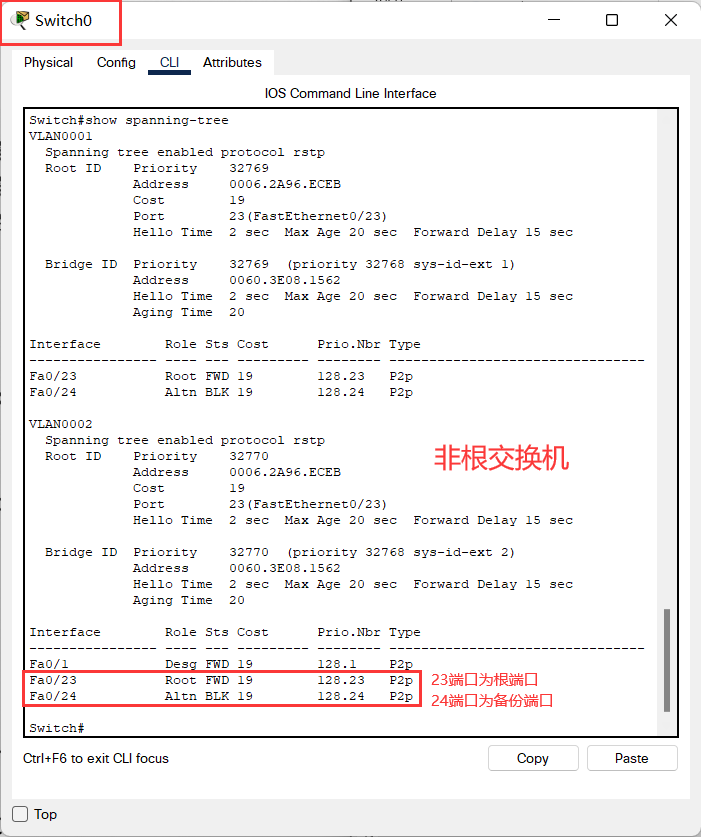 Switch0
Physical Config CLI Attributes
IOS Command Line Interface
Switch#show spanning-tree
VLAN0001
Spanning tree enabled protocol rstp
Root ID Priority 32769
Address 0006.2A96.ECEB
Cost 19
Port 23(FastEthernet0/23)
Hello Time 2 sec Max Age 20 sec Forward Delay 15 sec
Bridge ID Priority 32769 (priority 32768 sys-id-ext 1)
Address 0060.3E08.1562
Hello Time 2 sec Max Age 20 sec Forward Delay 15 sec
Aging Time 20
Interface Role Sts Cost Prio.Nbr Type
---------------- ---- --- --------- -------- --------------------------------
Fa0/23 Root FWD 19 128.23 P2p
Fa0/24 Altn BLK 19 128.24 P2p
VLAN0002
Spanning tree enabled protocol rstp
Root ID Priority 32770
Address 0006.2A96.ECEB
Cost 19
Port 23(FastEthernet0/23)
Hello Time 2 sec Max Age 20 sec Forward Delay 15 sec
非根交换机
Bridge ID Priority 32770 (priority 32768 sys-id-ext 2)
Address 0060.3E08.1562
Hello Time 2 sec Max Age 20 sec Forward Delay 15 sec
Aging Time 20
Interface Role Sts Cost Prio.Nbr Type
---------------- ---- --- --------- -------- --------------------------------
Fa0/1 Desg FWD 19 128.1 P2p
Fa0/23 Root FWD 19 128.23 P2p 23端口为根端口
Fa0/24 Altn BLK 19 128.24 P2p 24端口为备份端口
Switch#
Ctrl+F6 to exit CLI focus Copy Paste
Top